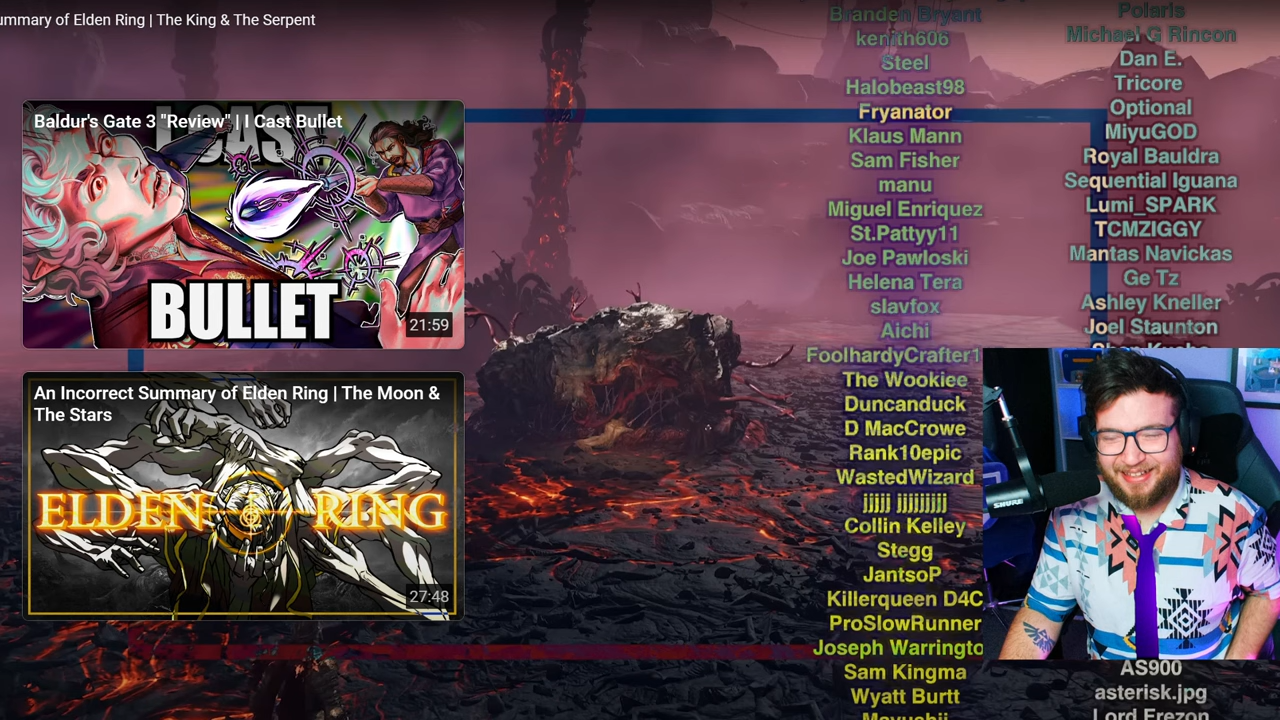 ummary of Elden Ring | The King & The Serpent
Baldur's Gate 3 "Review" | I Cast Bullet
I CAST
BULLET
21:59
An Incorrect Summary of Elden Ring | The Moon &
The Stars
ELDEN RING
27:48
Branden Bryant
kenith606
Steel
Halobeast98
Fryanator
Klaus Mann
Sam Fisher
manu
Miguel Enriquez
St.Pattyy11
Joe Pawloski
Helena Tera
slavfox
Aichi
FoolhardyCrafter1
The Wookiee
Duncanduck
D MacCrowe
Rank10epic
WastedWizard
jjjjj jjjjjjjjj
Collin Kelley
Stegg
JantsoP
Killerqueen D4C
ProSlowRunner
Joseph Warringto
Sam Kingma
Wyatt Burtt
Polaris
Michael G Rincon
Dan E.
Tricore
Optional
MiyuGOD
Royal Bauldra
Sequential Iguana
Lumi_SPARK
TCMZIGGY
Mantas Navickas
Ge Tz
Ashley Kneller
Joel Staunton
SHURE
AS900
asterisk.jpg
Lord Frezon